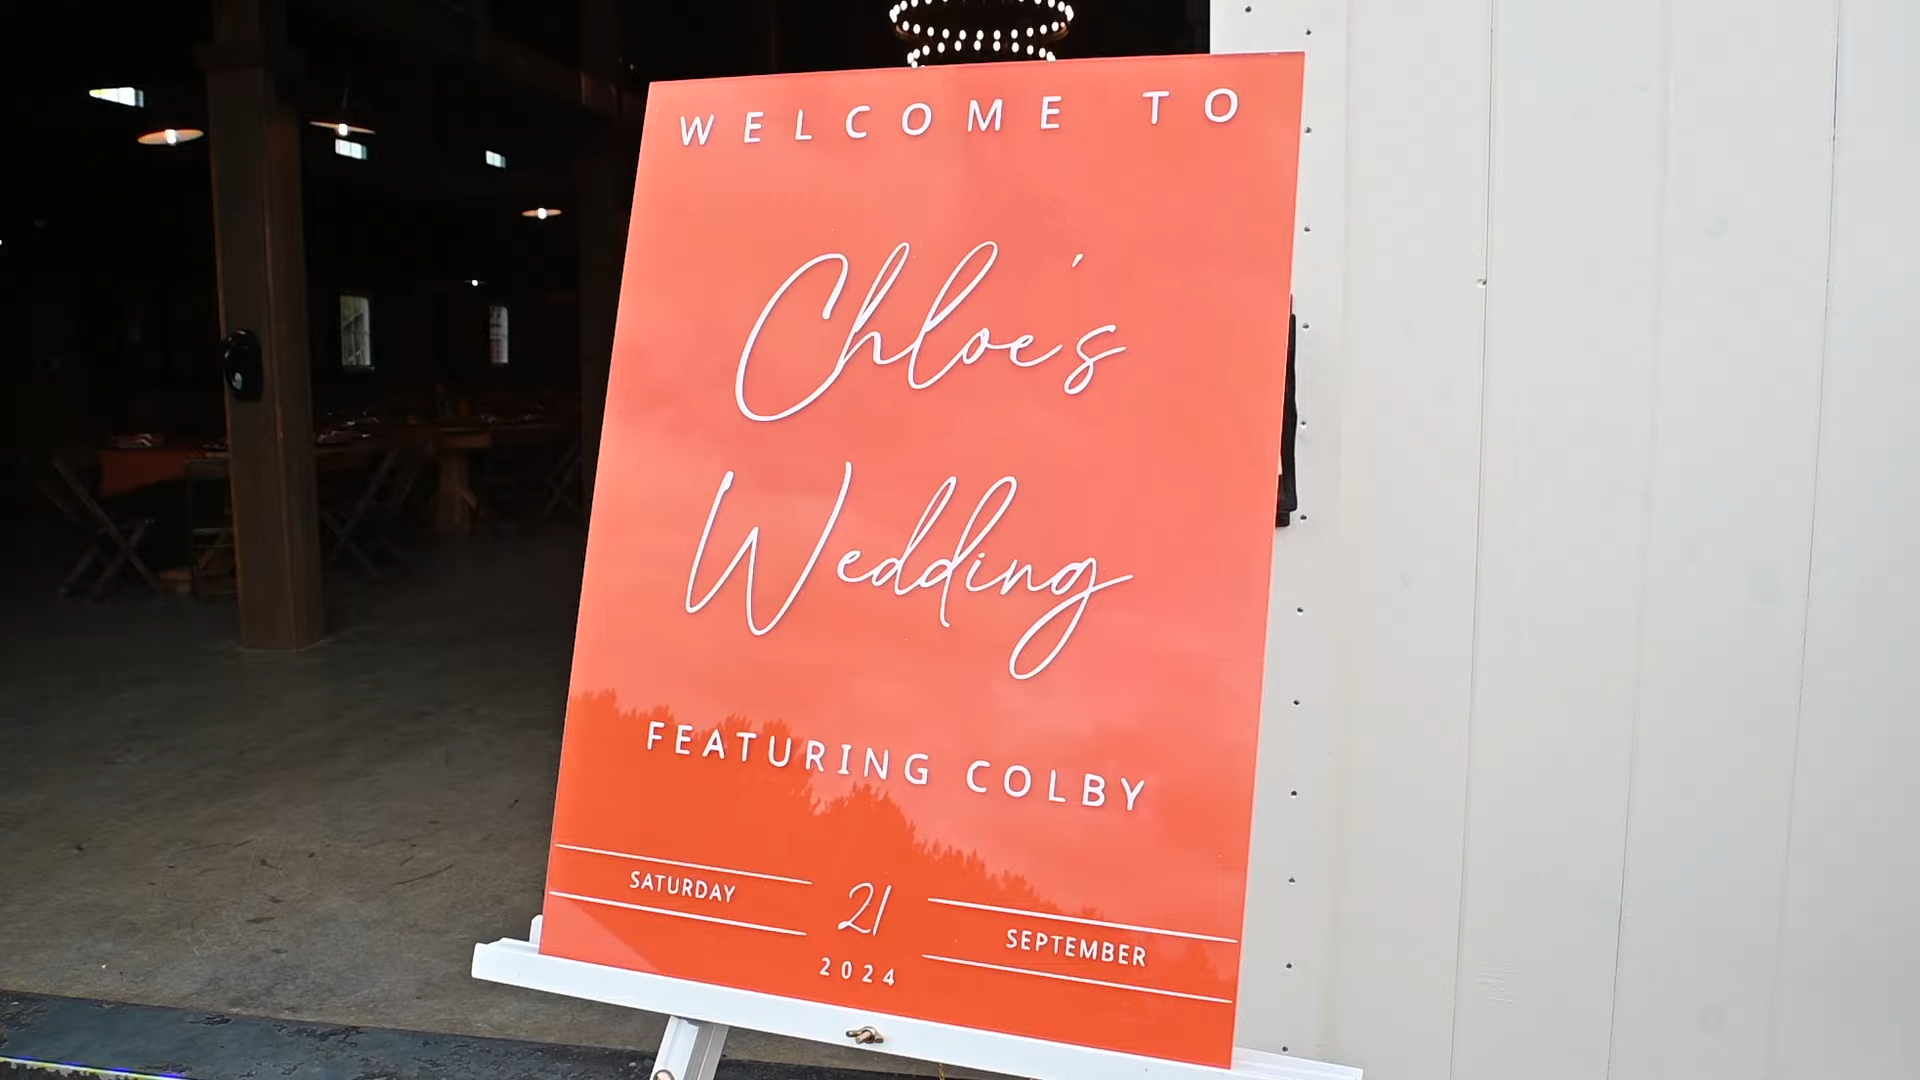 WELCOME TO
Chloe's
Wedding
FEATURING COLBY
SATURDAY 21 SEPTEMBER
2024